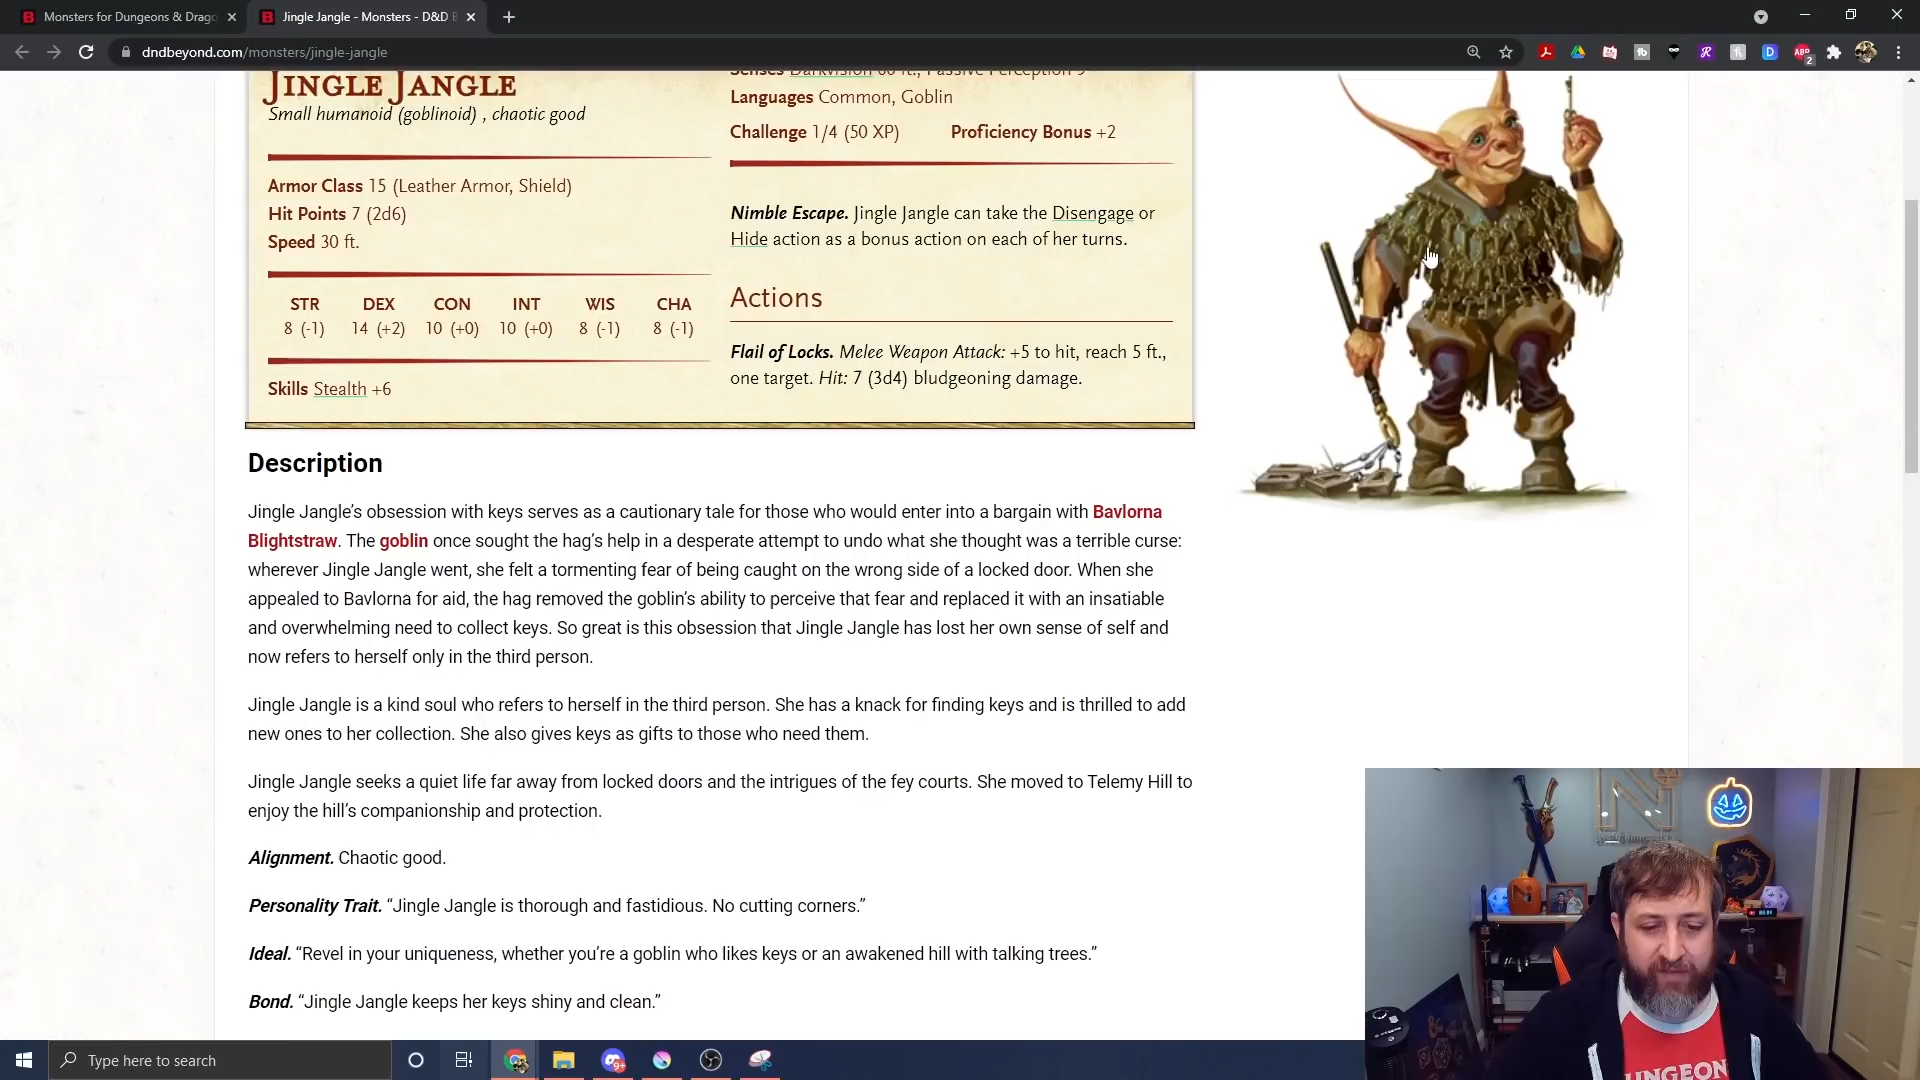 Monsters for Dungeons & Drago
Jingle Jangle - Monsters - D&D B
dndbeyond.com/monsters/jingle-jangle
JINGLE JANGLE
Small humanoid (goblinoid) , chaotic good
Armor Class 15 (Leather Armor, Shield)
Hit Points 7 (2d6)
Speed 30 ft.
STR DEX CON INT WIS CHA
8 (-1) 14 (+2) 10 (+0) 10 (+0) 8 (-1) 8 (-1)
Skills Stealth +6
Senses Darkvision 60 ft., Passive Perception 9
Languages Common, Goblin
Challenge 1/4 (50 XP) Proficiency Bonus +2
Nimble Escape. Jingle Jangle can take the Disengage or
Hide action as a bonus action on each of her turns.
Actions
Flail of Locks. Melee Weapon Attack: +5 to hit, reach 5 ft.,
one target. Hit: 7 (3d4) bludgeoning damage.
Description
Jingle Jangle’s obsession with keys serves as a cautionary tale for those who would enter into a bargain with Bavlorna
Blightstraw. The goblin once sought the hag’s help in a desperate attempt to undo what she thought was a terrible curse:
wherever Jingle Jangle went, she felt a tormenting fear of being caught on the wrong side of a locked door. When she
appealed to Bavlorna for aid, the hag removed the goblin’s ability to perceive that fear and replaced it with an insatiable
and overwhelming need to collect keys. So great is this obsession that Jingle Jangle has lost her own sense of self and
now refers to herself only in the third person.
Jingle Jangle is a kind soul who refers to herself in the third person. She has a knack for finding keys and is thrilled to add
new ones to her collection. She also gives keys as gifts to those who need them.
Jingle Jangle seeks a quiet life far away from locked doors and the intrigues of the fey courts. She moved to Telemy Hill to
enjoy the hill’s companionship and protection.
Alignment. Chaotic good.
Personality Trait. “Jingle Jangle is thorough and fastidious. No cutting corners.”
Ideal. “Revel in your uniqueness, whether you’re a goblin who likes keys or an awakened hill with talking trees.”
Bond. “Jingle Jangle keeps her keys shiny and clean.”
Type here to search